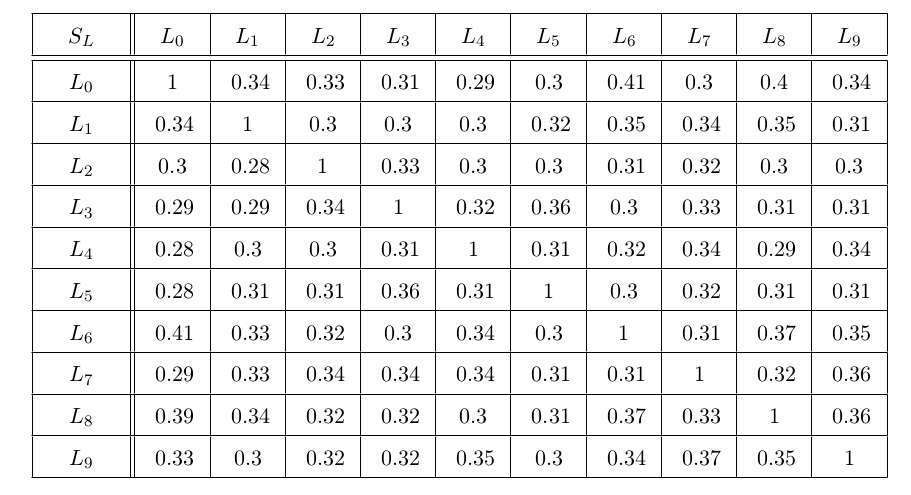 S_L L_0 L_1 L_2 L_3 L_4 L_5 L_6 L_7 L_8 L_9
L_0 1 0.34 0.33 0.31 0.29 0.3 0.41 0.3 0.4 0.34
L_1 0.34 1 0.3 0.3 0.3 0.32 0.35 0.34 0.35 0.31
L_2 0.3 0.28 1 0.33 0.3 0.3 0.31 0.32 0.3 0.3
L_3 0.29 0.29 0.34 1 0.32 0.36 0.3 0.33 0.31 0.31
L_4 0.28 0.3 0.3 0.31 1 0.31 0.32 0.34 0.29 0.34
L_5 0.28 0.31 0.31 0.36 0.31 1 0.3 0.32 0.31 0.31
L_6 0.41 0.33 0.32 0.3 0.34 0.3 1 0.31 0.37 0.35
L_7 0.29 0.33 0.34 0.34 0.34 0.31 0.31 1 0.32 0.36
L_8 0.39 0.34 0.32 0.32 0.3 0.31 0.37 0.33 1 0.36
L_9 0.33 0.3 0.32 0.32 0.35 0.3 0.34 0.37 0.35 1